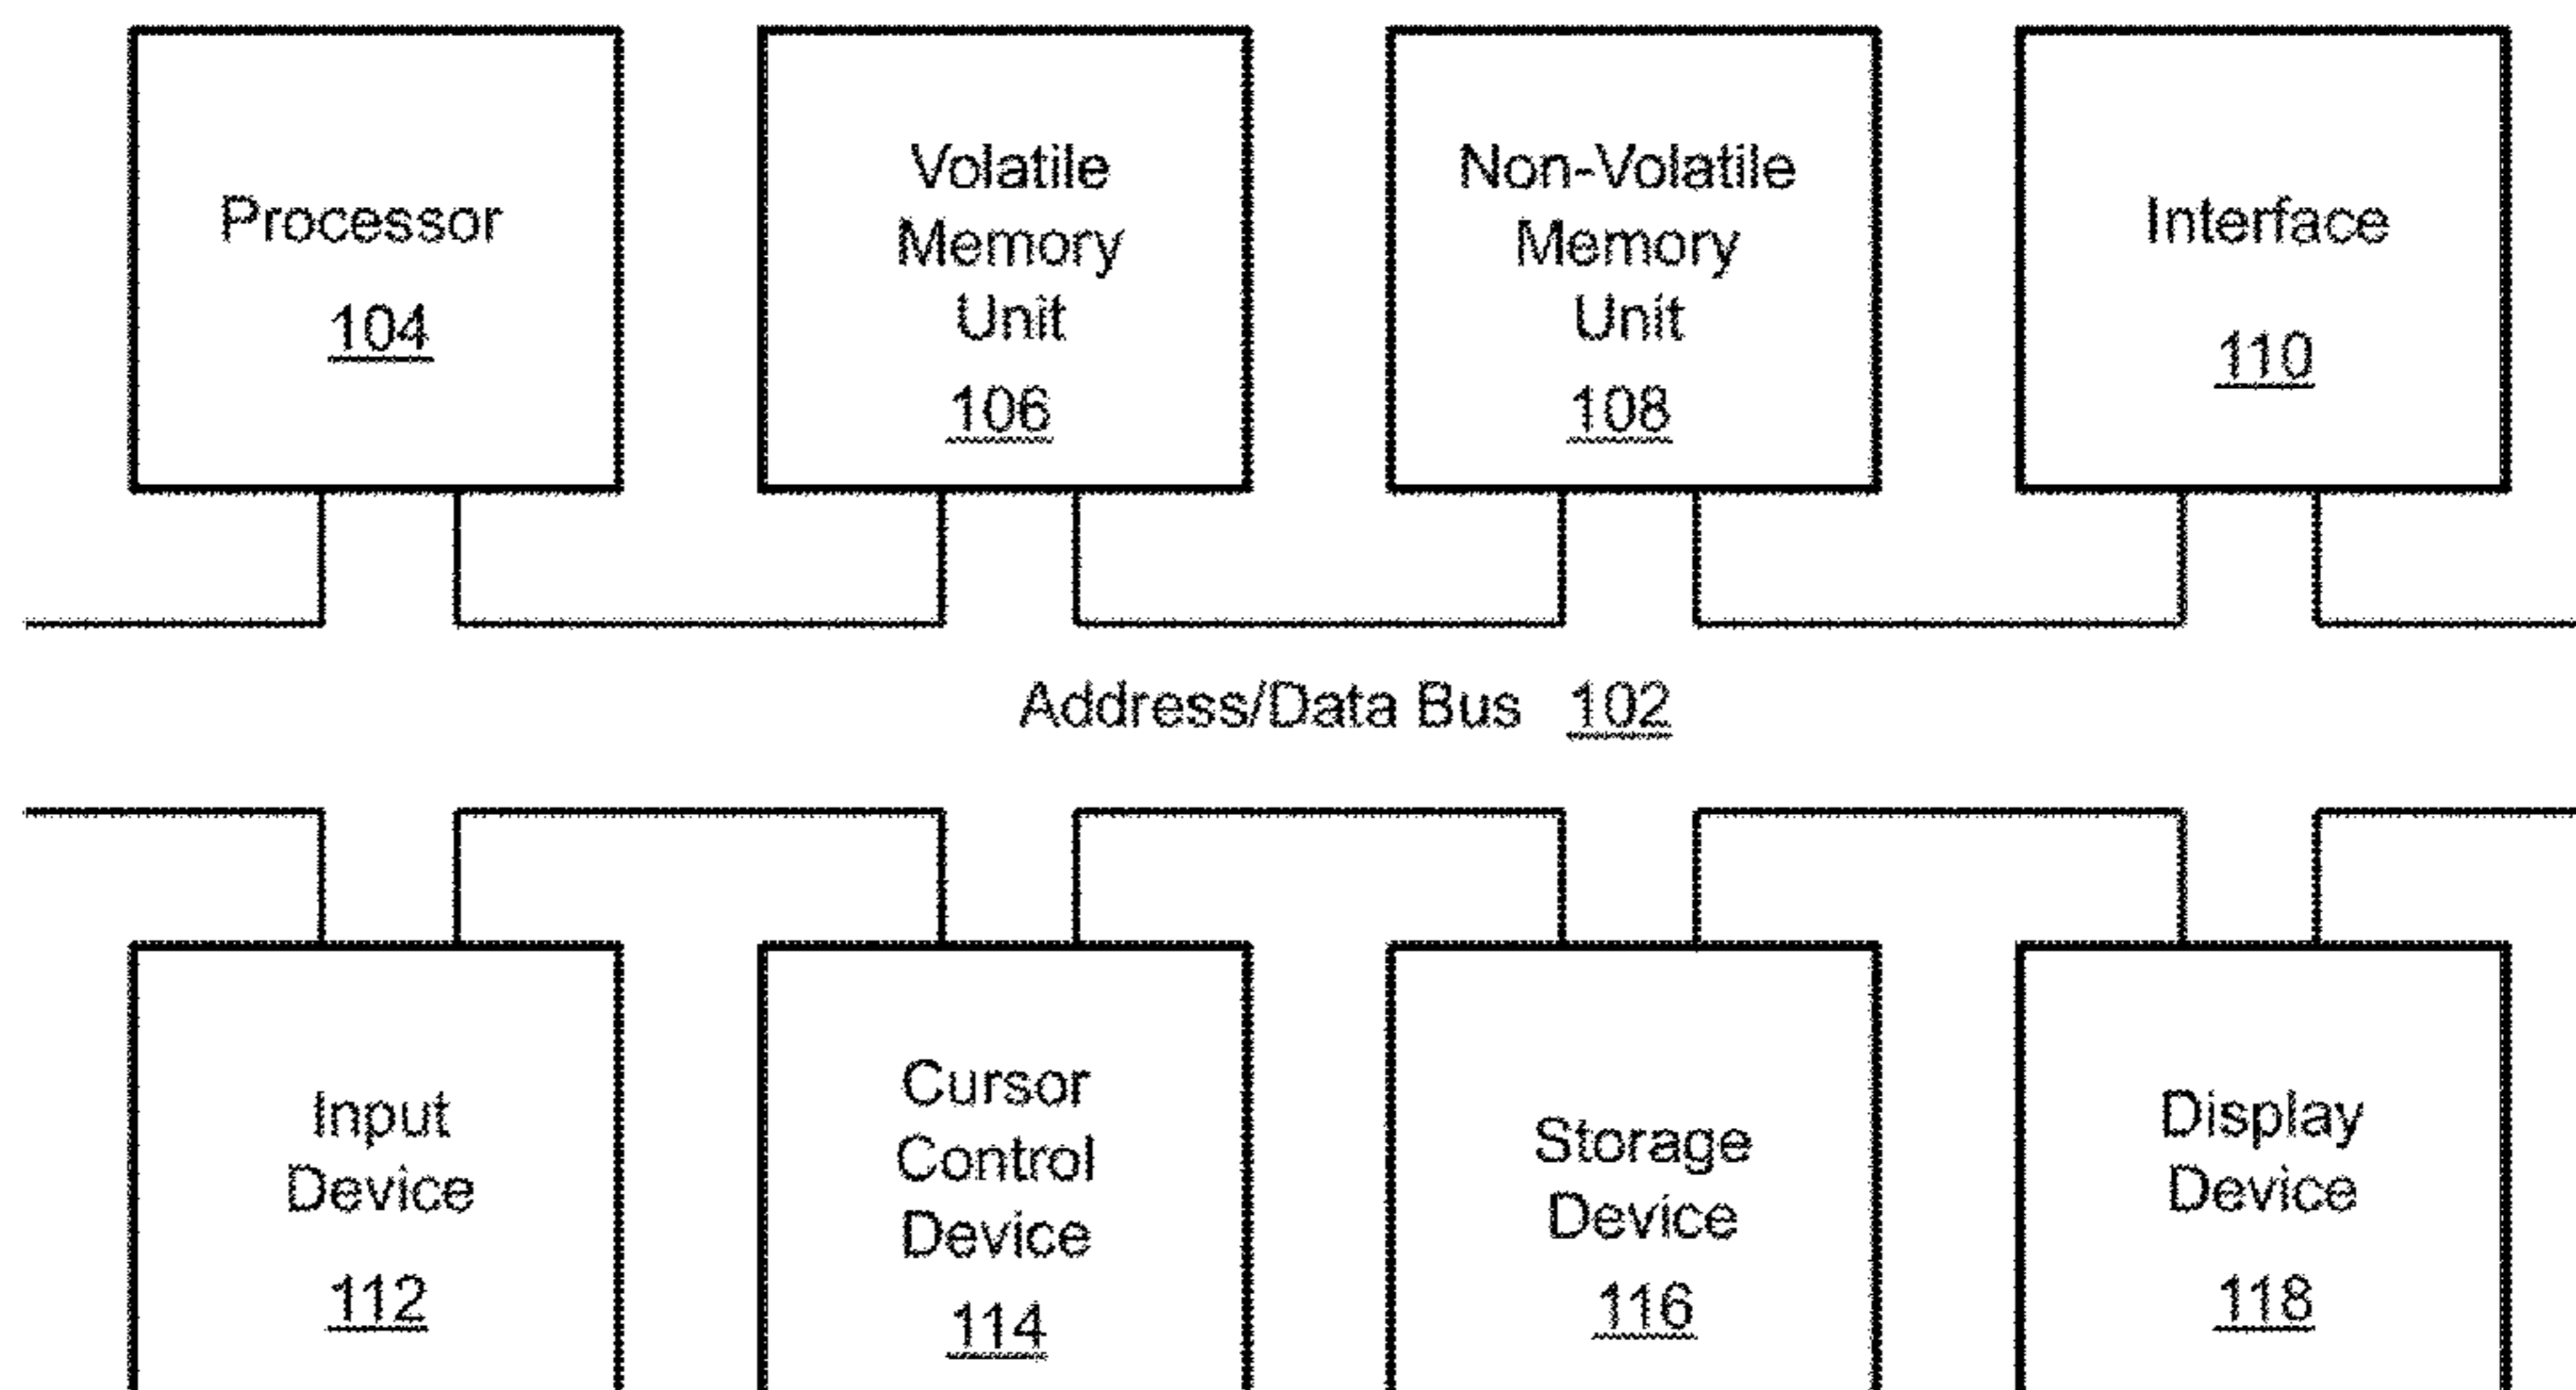 Processor
104
Volatile
Memory
Unit
106
Non-Volatile
Memory
Unit
108
Interface
110
Address/Data Bus 102
Input
Device
112
Cursor
Control
Device
114
Storage
Device
116
Display
Device
118